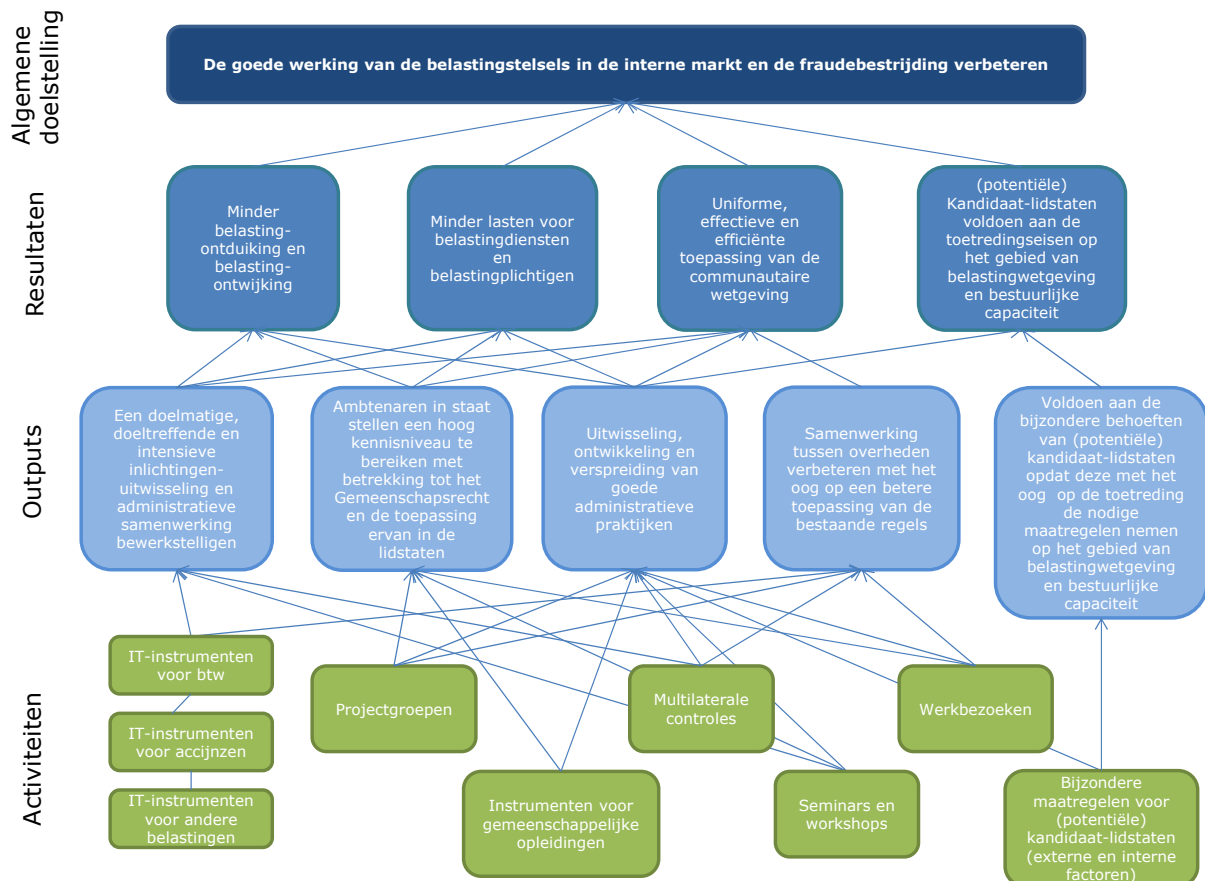 Algemene
doelstelling
De goede werking van de belastingstelsels in de interne markt en de fraudebestrijding verbeteren
Resultaten
Minder
belasting-
ontduiking en
belasting-
ontwijking
Minder lasten voor
belastingdiensten
en
belastingplichtigen
Uniforme,
effectieve en
efficiënte
toepassing van de
communautaire
wetgeving
(potentiële)
Kandidaat-lidstaten
voldoen aan de
toetredingseisen op
het gebied van
belastingwetgeving
en bestuurlijke
capaciteit
Outputs
Een doelmatige,
doeltreffende en
intensieve
inlichtingen-
uitwisseling en
administratieve
samenwerking
bewerkstelligen
Ambtenaren in staat
stellen een hoog
kennisniveau te
bereiken met
betrekking tot het
Gemeenschapsrecht
en de toepassing
ervan in de
lidstaten
Uitwisseling,
ontwikkeling en
verspreiding van
goede
administratieve
praktijken
Samenwerking
tussen overheden
verbeteren met het
oog op een betere
toepassing van de
bestaande regels
Voldoen aan de
bijzondere behoeften
van (potentiële)
kandidaat-lidstaten
opdat deze met het
oog op de toetreding
de nodige
maatregelen nemen
op het gebied van
belastingwetgeving
en bestuurlijke
capaciteit
Activiteiten
IT-instrumenten
voor btw
IT-instrumenten
voor accijnzen
IT-instrumenten
voor andere
belastingen
Projectgroepen
Instrumenten voor
gemeenschappelijke
opleidingen
Multilaterale
controles
Seminars en
workshops
Werkbezoeken
Bijzondere
maatregelen voor
(potentiële)
kandidaat-lidstaten
(externe en interne
factoren)